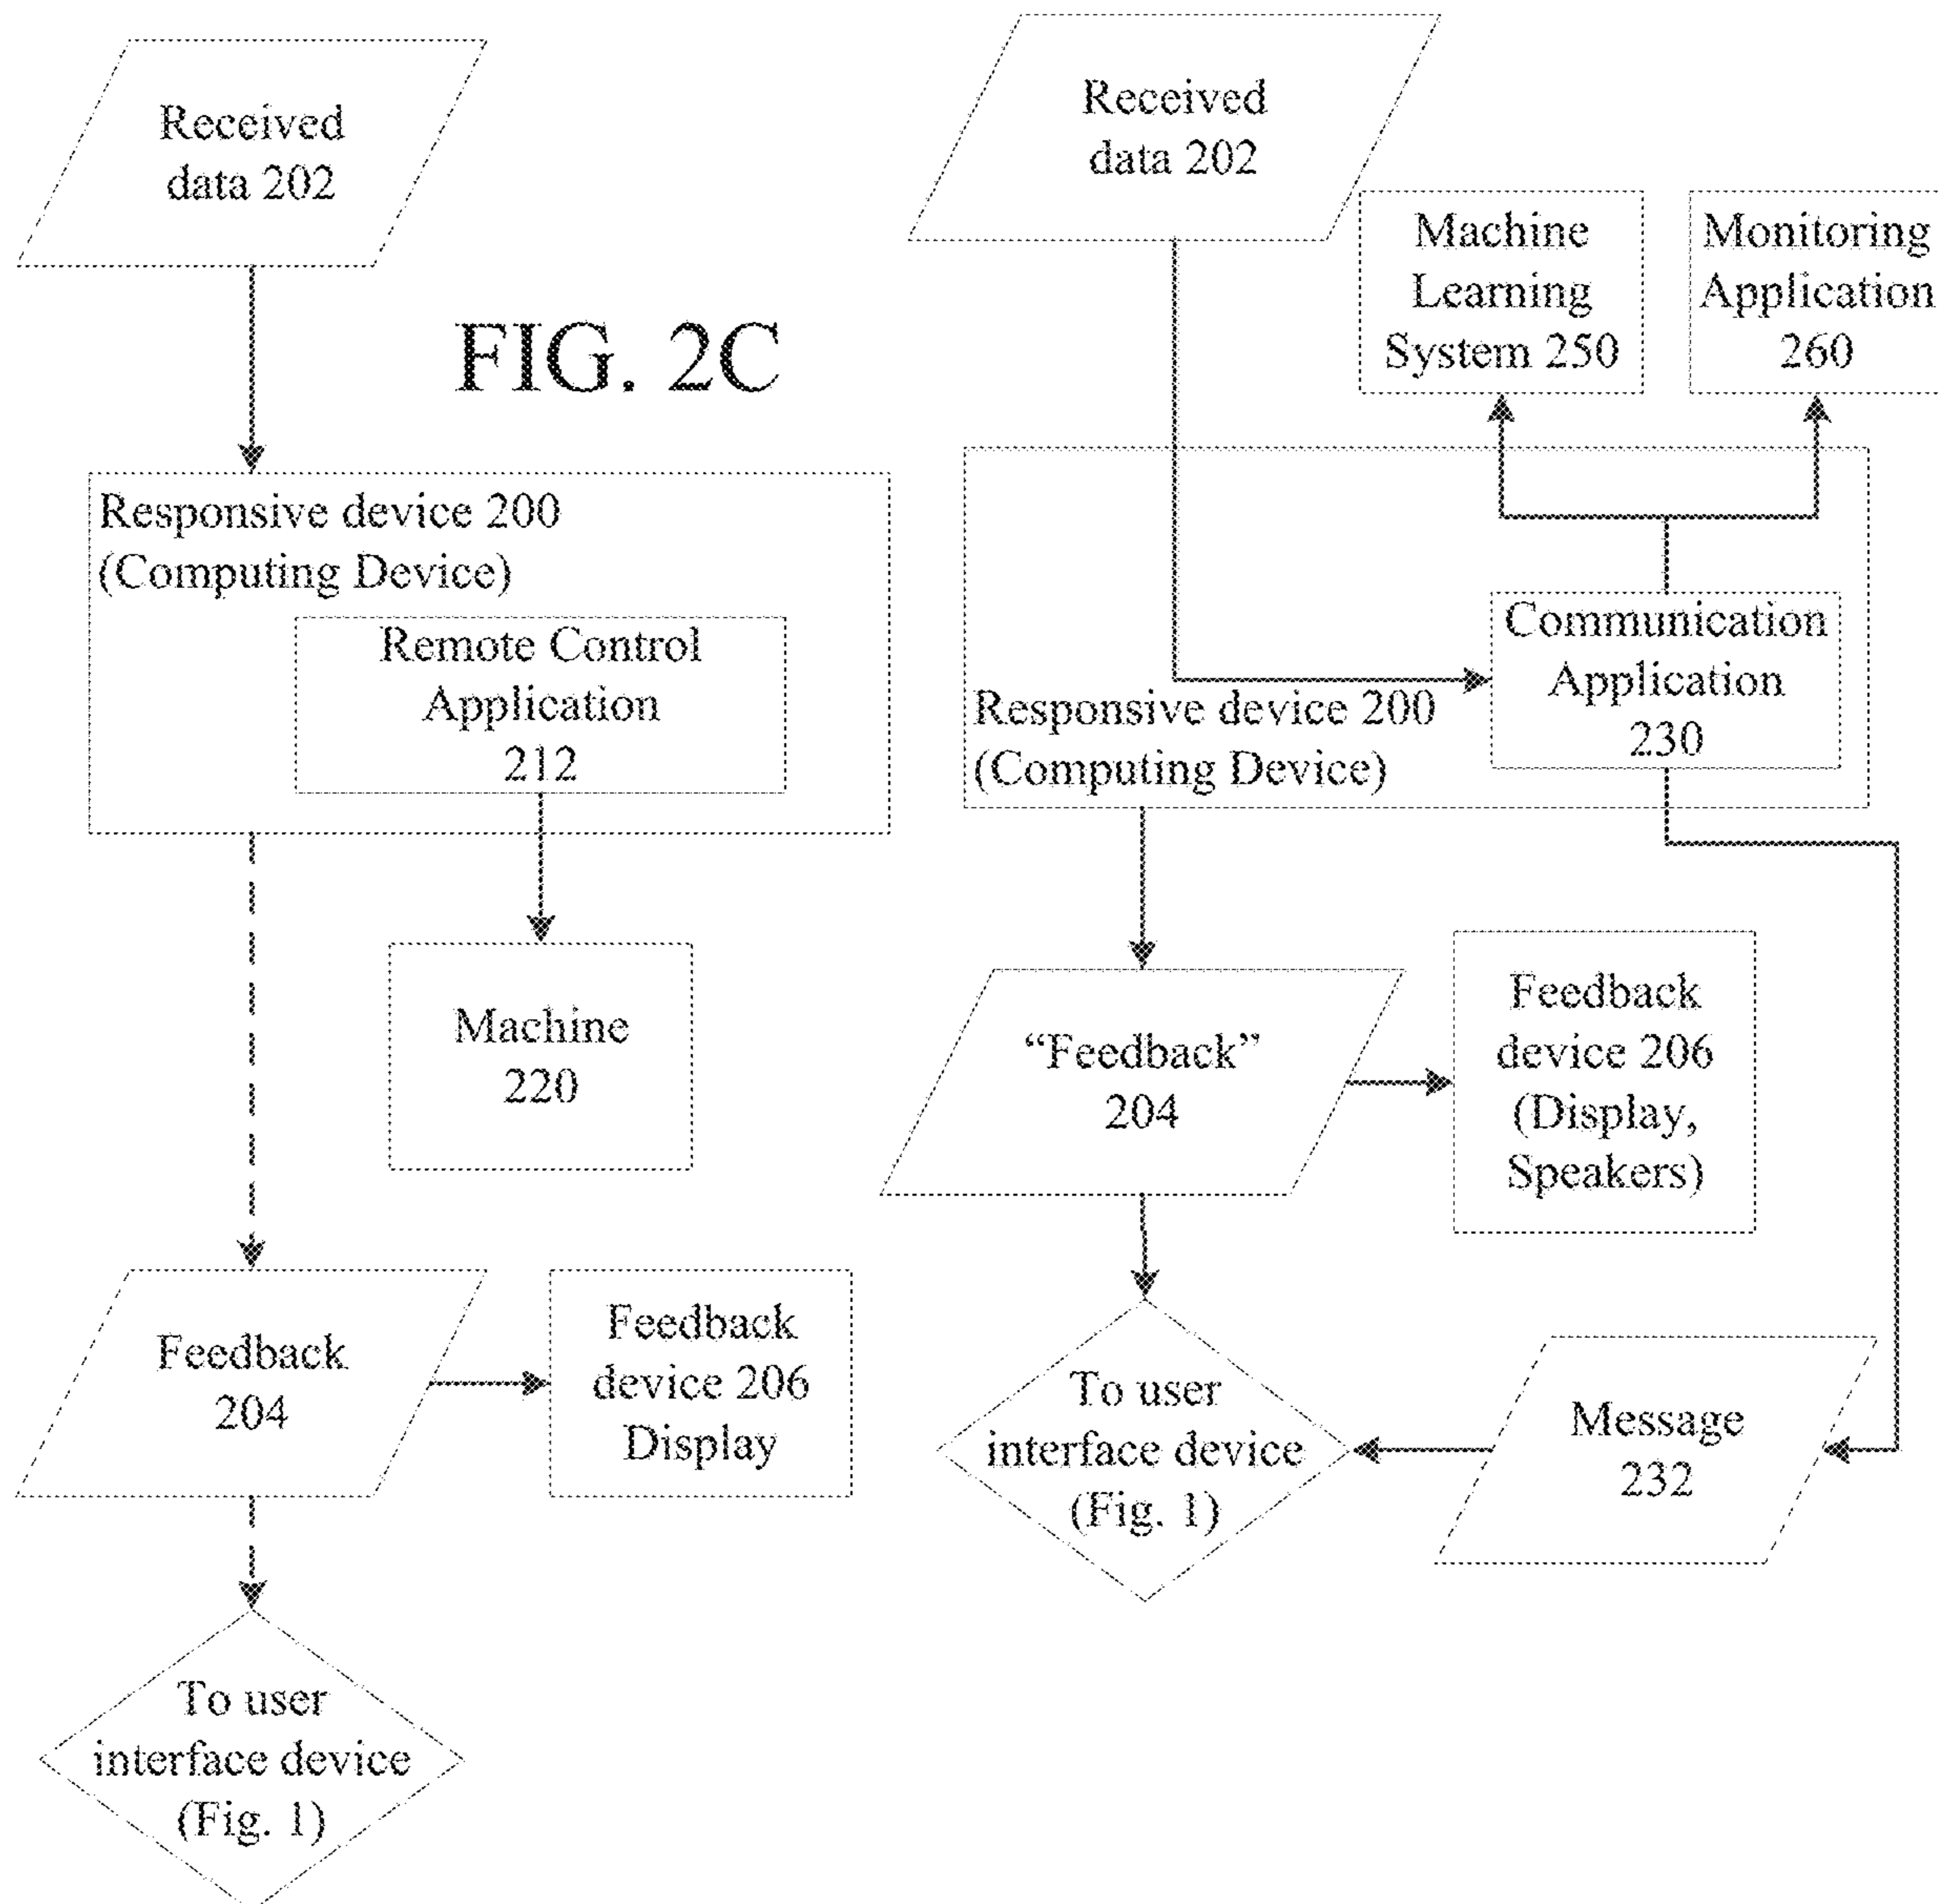 Received
data 202
FIG. 2C
Responsive device 200
(Computing Device)
Remote Control
Application
212
Machine
220
Feedback
204
Feedback
device 206
Display
To user
interface device
(Fig. 1)
Received
data 202
Machine
Learning
System 250
Monitoring
Application
260
Communication
Application
230
Responsive device 200
(Computing Device)
“Feedback”
204
Feedback
device 206
(Display,
Speakers)
To user
interface device
(Fig. 1)
Message
232